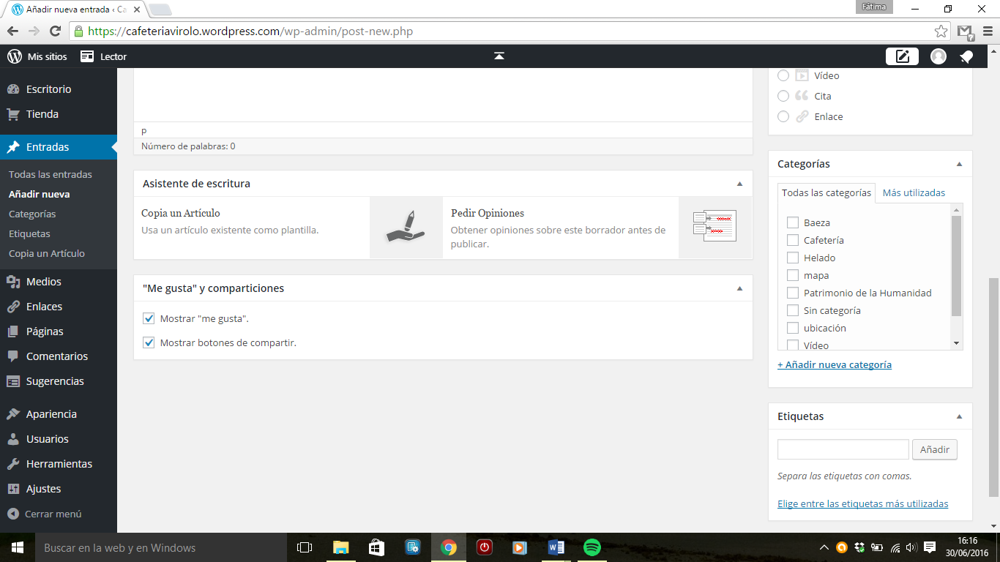 Añadir nueva entrada ‹ Ca
Fátima
https://cafeteriavirolo.wordpress.com/wp-admin/post-new.php
Mis sitios
Lector
Escritorio
Tienda
Entradas
Todas las entradas
Añadir nueva
Categorías
Etiquetas
Copia un Artículo
Medios
Enlaces
Páginas
Comentarios
Sugerencias
Apariencia
Usuarios
Herramientas
Ajustes
Cerrar menú
p
Número de palabras: 0
Asistente de escritura
Copia un Artículo
Usa un artículo existente como plantilla.
Pedir Opiniones
Obtener opiniones sobre este borrador antes de
publicar.
"Me gusta" y comparticiones
Mostrar "me gusta".
Mostrar botones de compartir.
Vídeo
Cita
Enlace
Categorías
Todas las categorías
Más utilizadas
Baeza
Cafetería
Helado
mapa
Patrimonio de la Humanidad
Sin categoría
ubicación
Vídeo
+ Añadir nueva categoría
Etiquetas
Añadir
Separa las etiquetas con comas.
Elige entre las etiquetas más utilizadas
Buscar en la web y en Windows
16:16
30/06/2016